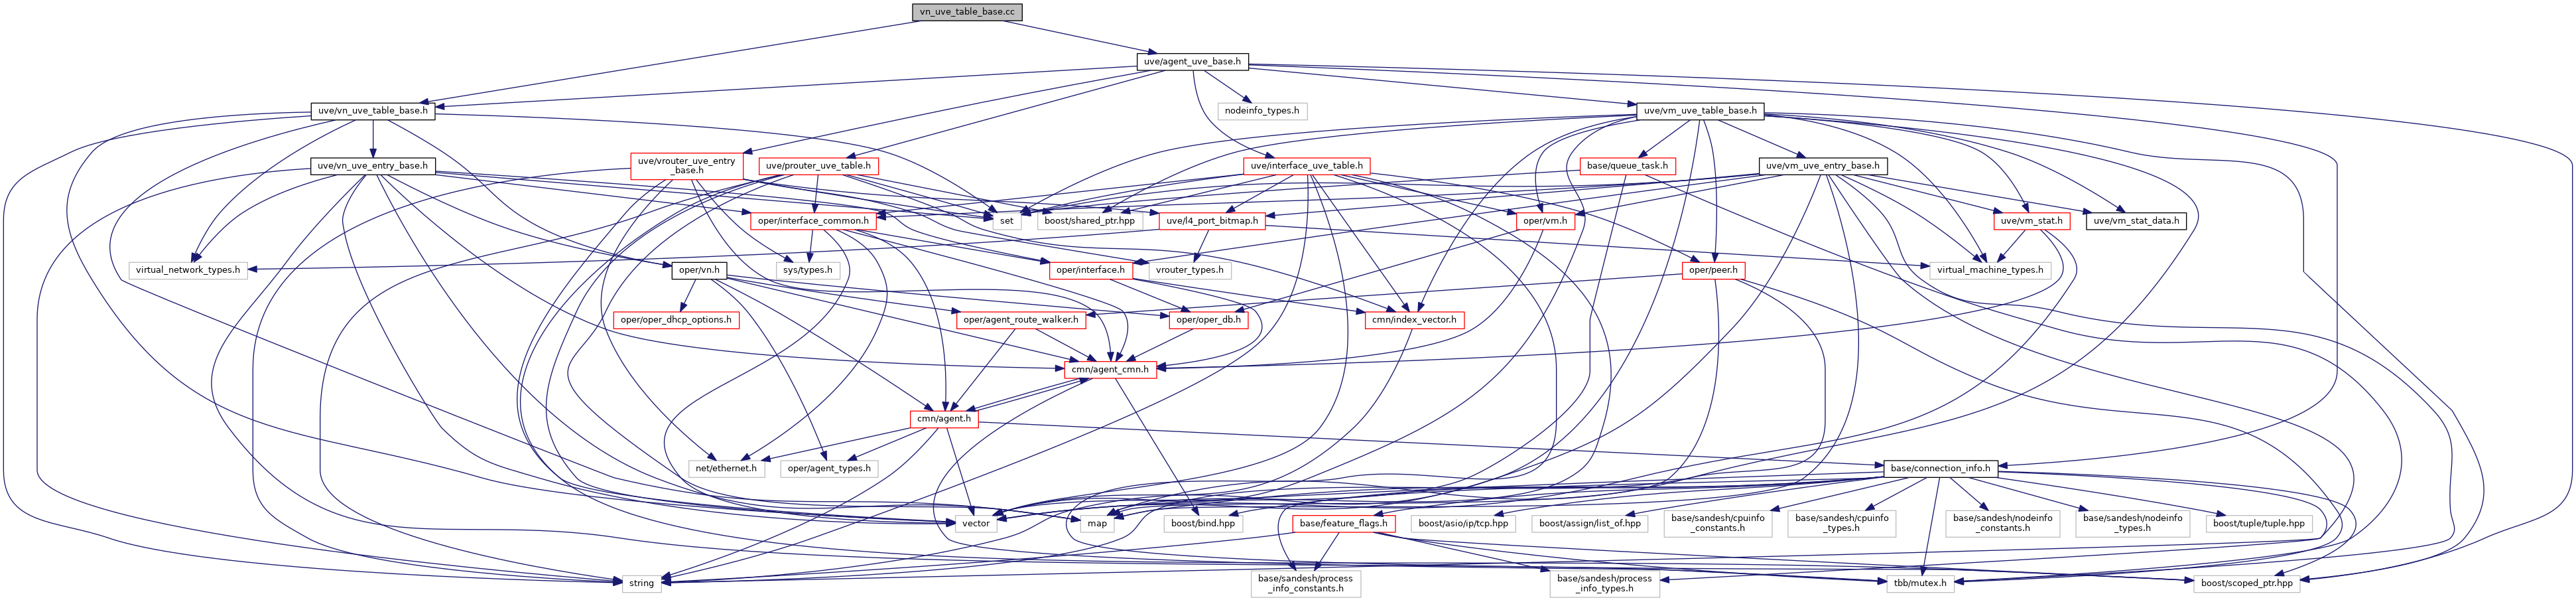 vn_uve_table_base.cc
uve/agent_uve_base.h
uve/vn_uve_table_base.h
nodeinfo_types.h
uve/vm_uve_table_base.h
uve/vn_uve_entry_base.h
uve/vrouter_uve_entry
_base.h
uve/prouter_uve_table.h
uve/interface_uve_table.h
base/queue_task.h
uve/vm_uve_entry_base.h
oper/interface_common.h
set
boost/shared_ptr.hpp
uve/l4_port_bitmap.h
oper/vm.h
uve/vm_stat.h
uve/vm_stat_data.h
virtual_network_types.h
oper/vn.h
sys/types.h
oper/interface.h
vrouter_types.h
oper/peer.h
virtual_machine_types.h
oper/oper_dhcp_options.h
oper/agent_route_walker.h
oper/oper_db.h
cmn/index_vector.h
cmn/agent_cmn.h
cmn/agent.h
net/ethernet.h
oper/agent_types.h
base/connection_info.h
vector
map
boost/bind.hpp
base/feature_flags.h
boost/asio/ip/tcp.hpp
boost/assign/list_of.hpp
base/sandesh/cpuinfo
_constants.h
base/sandesh/cpuinfo
_types.h
base/sandesh/nodeinfo
_constants.h
base/sandesh/nodeinfo
_types.h
boost/tuple/tuple.hpp
string
base/sandesh/process
_info_constants.h
base/sandesh/process
_info_types.h
tbb/mutex.h
boost/scoped_ptr.hpp